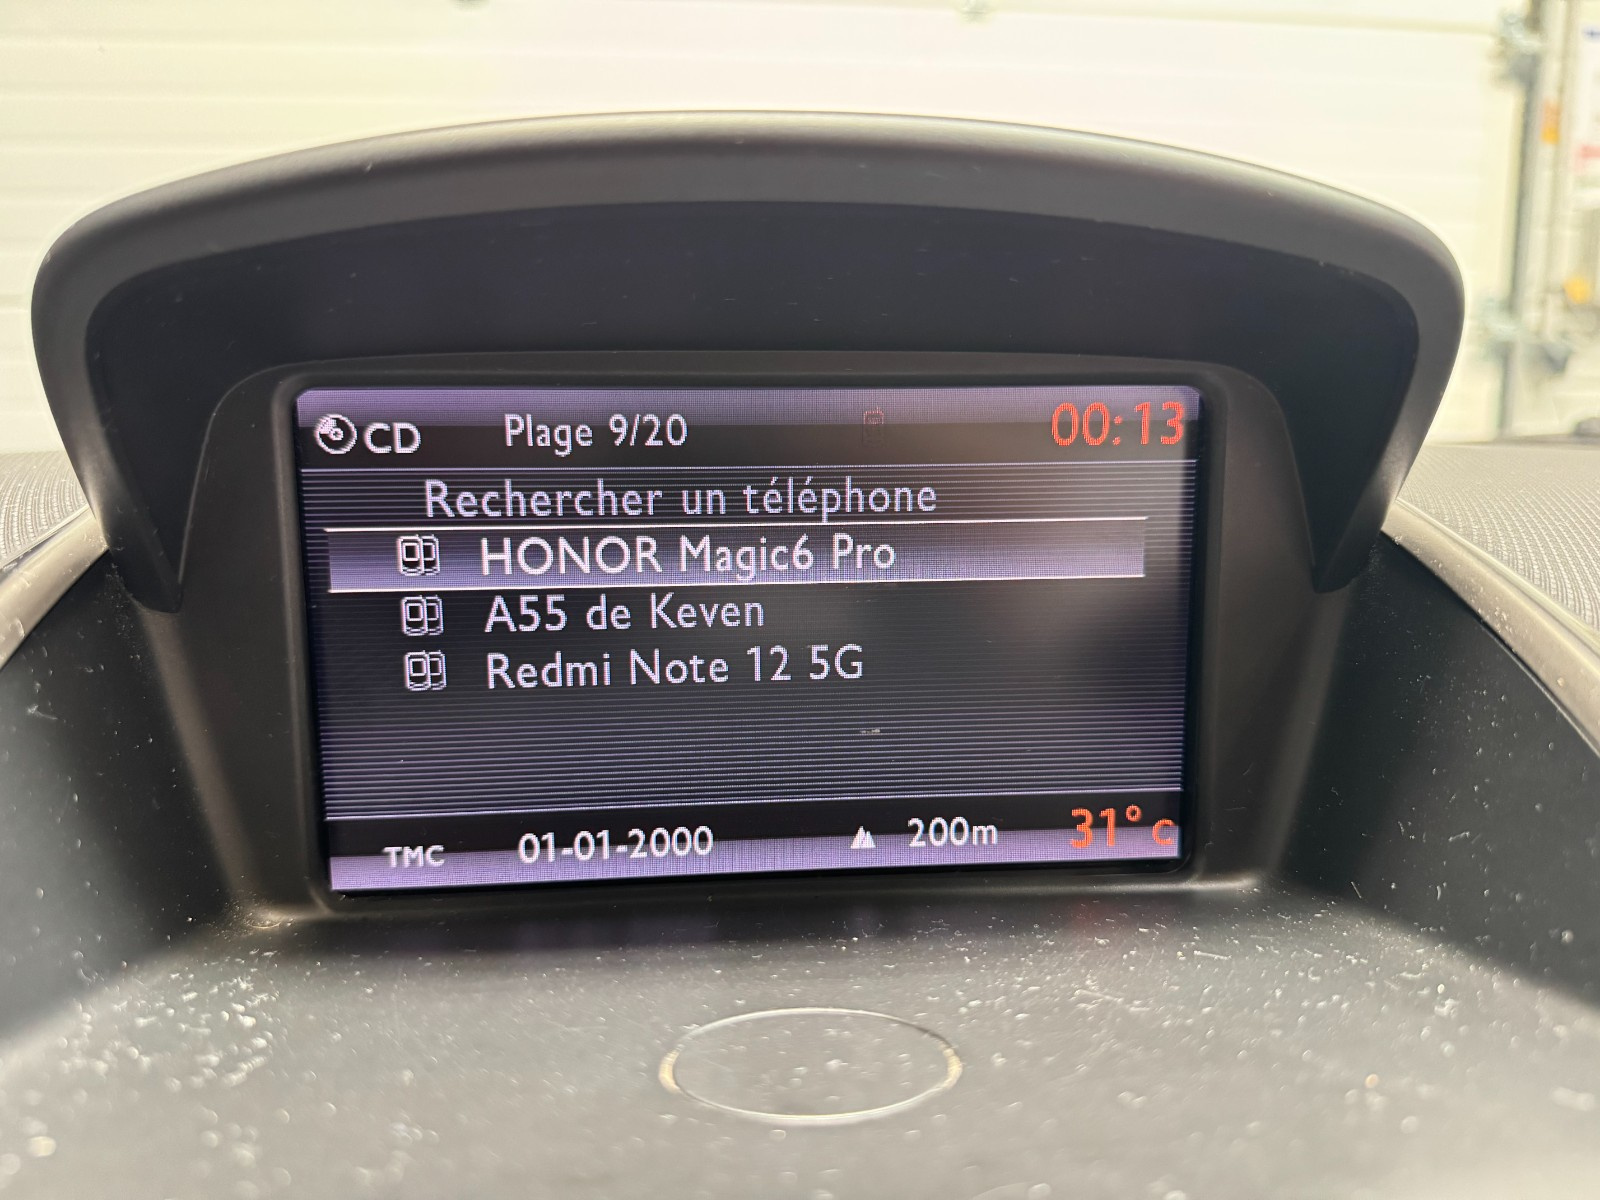 CD Plage 9/20 00:13
Rechercher un téléphone
HONOR Magic6 Pro
A55 de Keven
Redmi Note 12 5G
TMC 01-01-2000 200m 31° c